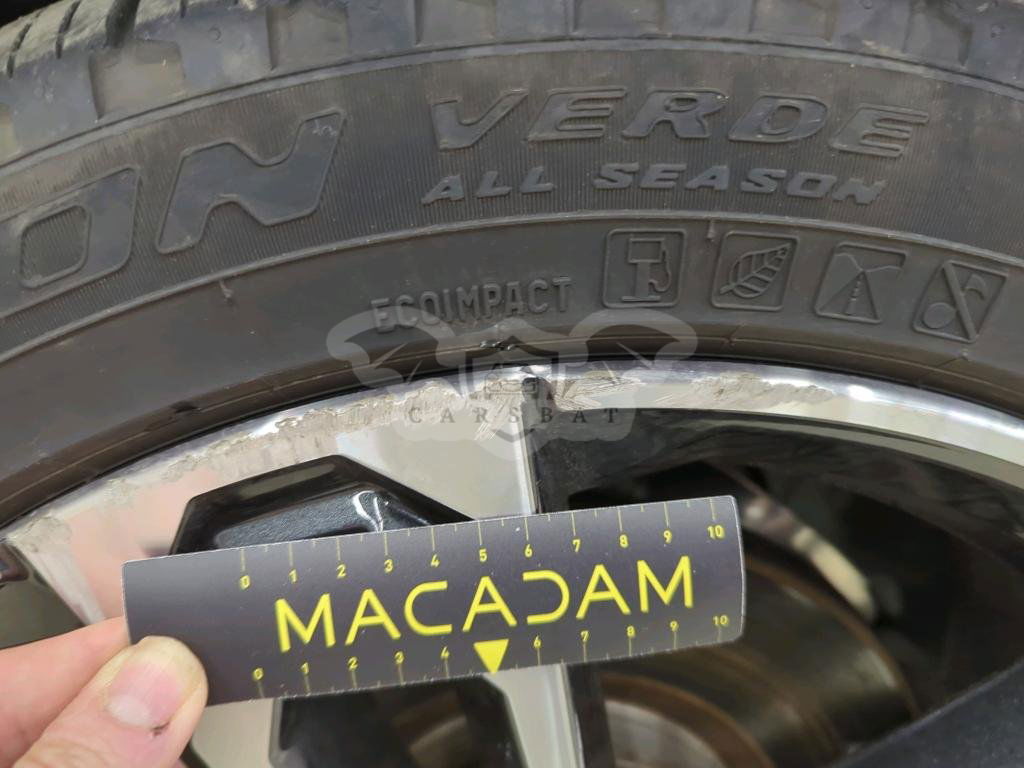 ON VERDE
ALL SEASON
ECOIMPACT
CARSBAT
0 1 2 3 4 5 6 7 8 9 10
MACADAM
0 1 2 3 4 6 7 8 9 10